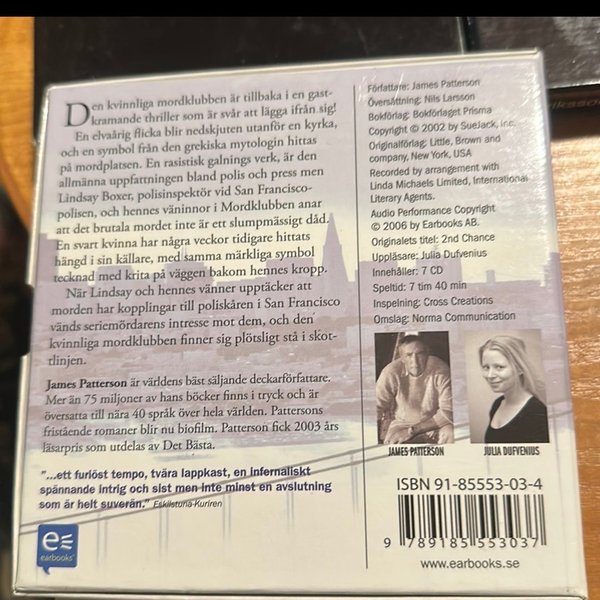 Den kvinnliga mordklubben är tillbaka i en gast-
kramande thriller som är svår att lägga ifrån sig!
En elvaårig flicka blir nedskjuten utanför en kyrka,
och en symbol från den grekiska mytologin hittas
på mordplatsen. En rasistisk galnings verk, är den
allmänna uppfattningen bland polis och press men
Lindsay Boxer, polisinspektör vid San Francisco-
polisen, och hennes väninnor i Mordklubben anar
att det brutala mordet inte är ett slumpmässigt dåd.
En svart kvinna har några veckor tidigare hittats
hängd i sin källare, med samma märkliga symbol
tecknad med krita på väggen bakom hennes kropp.
När Lindsay och hennes vänner upptäcker att
morden har kopplingar till poliskåren i San Francisco
vänds seriemördarens intresse mot dem, och den
kvinnliga mordklubben finner sig plötsligt stå i skott-
linjen.
James Patterson är världens bäst säljande deckarförfattare.
Mer än 75 miljoner av hans böcker finns i tryck och är
översatta till nära 40 språk över hela världen. Pattersons
fristående romaner blir nu biofilm. Patterson fick 2003 års
läsarpris som utdelas av Det Bästa.
"...ett furiöst tempo, tvära lappkast, en infernaliskt
spännande intrig och sist men inte minst en avslutning
som är helt suverän." Eskilstuna-Kuriren
e
earbooks
Författare: James Patterson
Översättning: Nils Larsson
Bokförlag: Bokförlaget Prisma
Copyright © 2002 by SueJack, Inc.
Originalförlag: Little, Brown and
company, New York, USA
Recorded by arrangement with
Linda Michaels Limited, International
Literary Agents.
Audio Performance Copyright
© 2006 by Earbooks AB.
Originalets titel: 2nd Chance
Uppläsare: Julia Dufvenius
Innehåller: 7 CD
Speltid: 7 tim 40 min
Inspelning: Cross Creations
Omslag: Norma Communication
JAMES PATTERSON
JULIA DUFVENIUS
ISBN 91-85553-03-4
9 789185 553037
www.earbooks.se